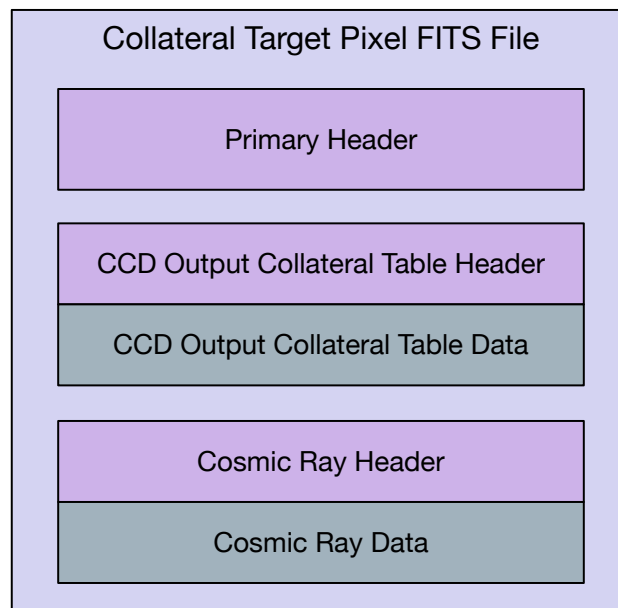 Collateral Target Pixel FITS File
Primary Header
CCD Output Collateral Table Header
CCD Output Collateral Table Data
Cosmic Ray Header
Cosmic Ray Data